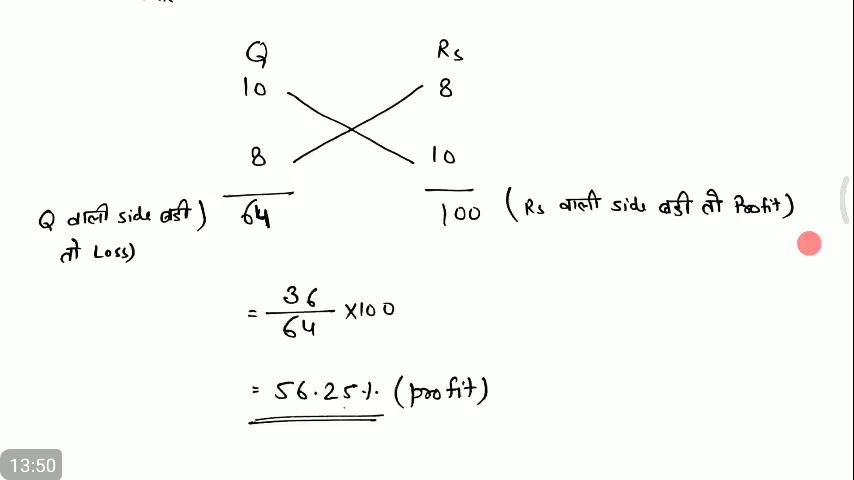 Q Rs
10 8
8 10
Q वाली side बडी) 64 100 (Rs वाली side बडी तो Profit)
तो Loss)
= 36/64 ×100
= 56.25% (profit)
13:50